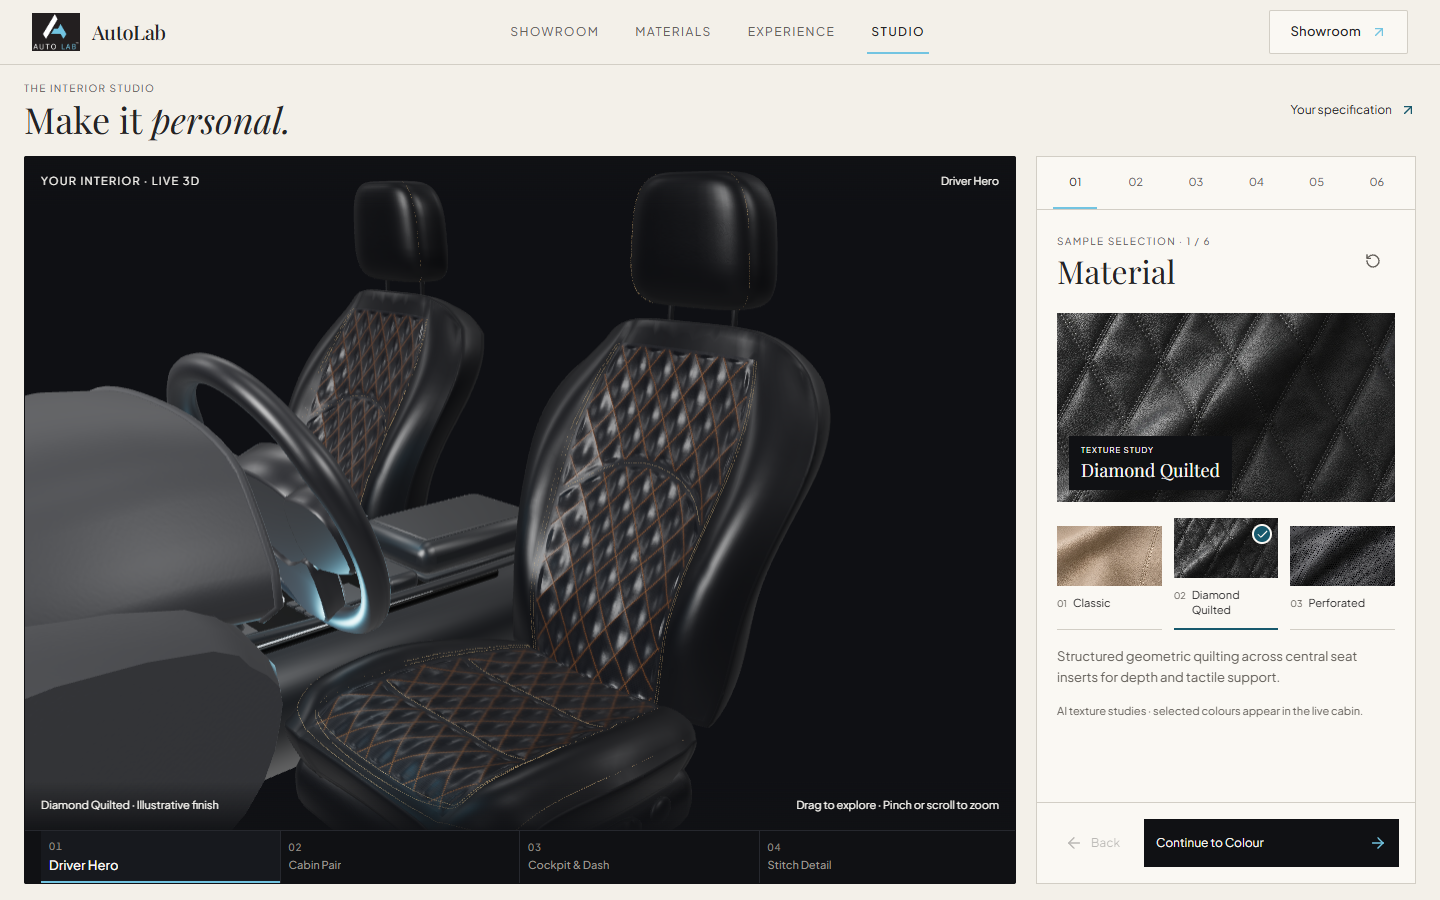 AUTO LAB
AutoLab
SHOWROOM
MATERIALS
EXPERIENCE
STUDIO
Showroom
THE INTERIOR STUDIO
Make it personal.
Your specification
YOUR INTERIOR · LIVE 3D
Driver Hero
Diamond Quilted · Illustrative finish
Drag to explore · Pinch or scroll to zoom
01
Driver Hero
02
Cabin Pair
03
Cockpit & Dash
04
Stitch Detail
01
02
03
04
05
06
SAMPLE SELECTION · 1 / 6
Material
TEXTURE STUDY
Diamond Quilted
01 Classic
02 Diamond
Quilted
03 Perforated
Structured geometric quilting across central seat
inserts for depth and tactile support.
AI texture studies · selected colours appear in the live cabin.
Back
Continue to Colour